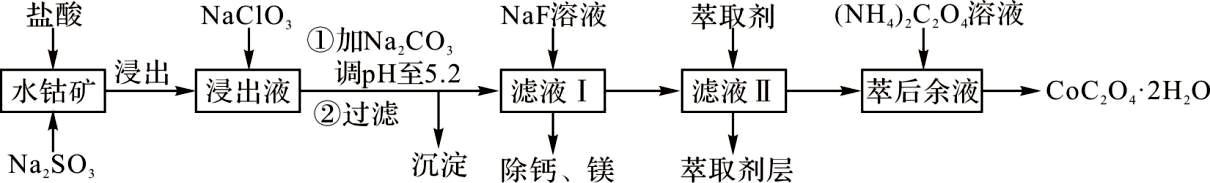 盐酸
NaClO₃
①加Na₂CO₃
调pH至5.2
NaF溶液
萃取剂
(NH₄)₂C₂O₄溶液
水钴矿
浸出
浸出液
②过滤
滤液Ⅰ
滤液Ⅱ
萃后余液
CoC₂O₄·2H₂O
Na₂SO₃
沉淀
除钙、镁
萃取剂层